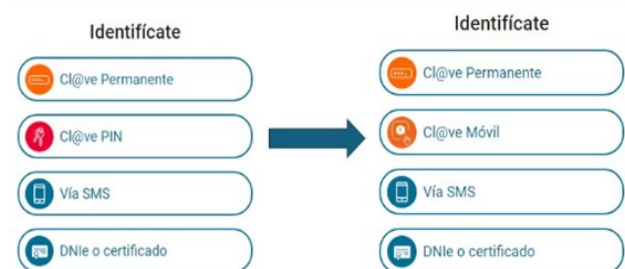 Identifícate
Cl@ve Permanente
Cl@ve PIN
Vía SMS
DNIe o certificado
Identifícate
Cl@ve Permanente
Cl@ve Móvil
Vía SMS
DNIe o certificado